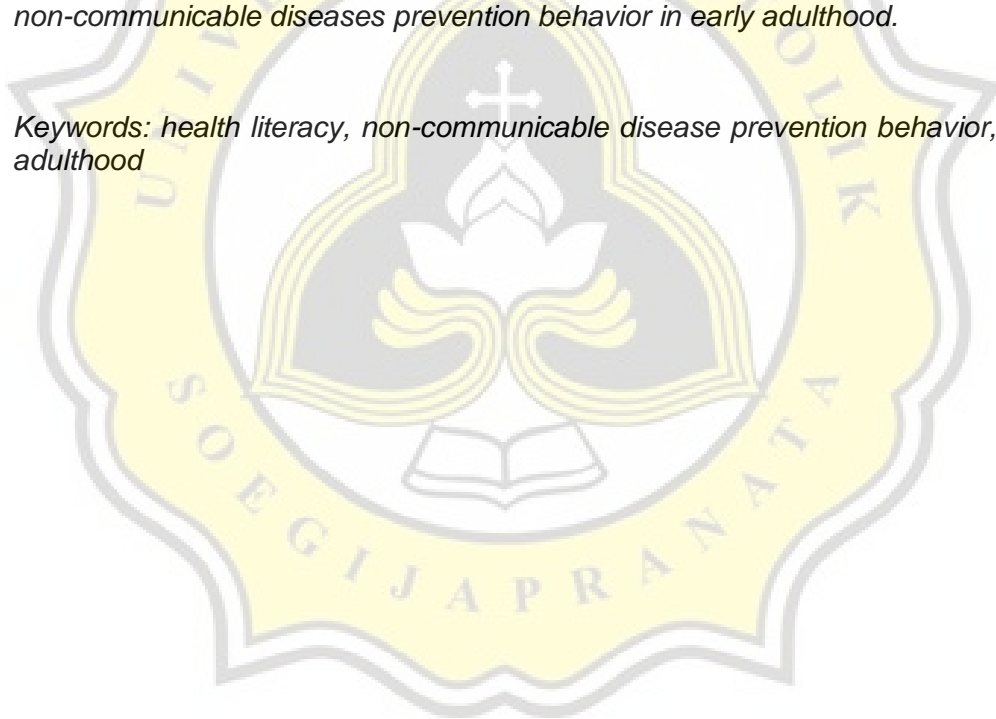 non-communicable diseases prevention behavior in early adulthood.
Keywords: health literacy, non-communicable disease prevention behavior,
adulthood
SOEGIJAPRANATA